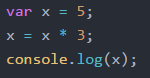 var x = 5;
x = x * 3;
console.log(x);